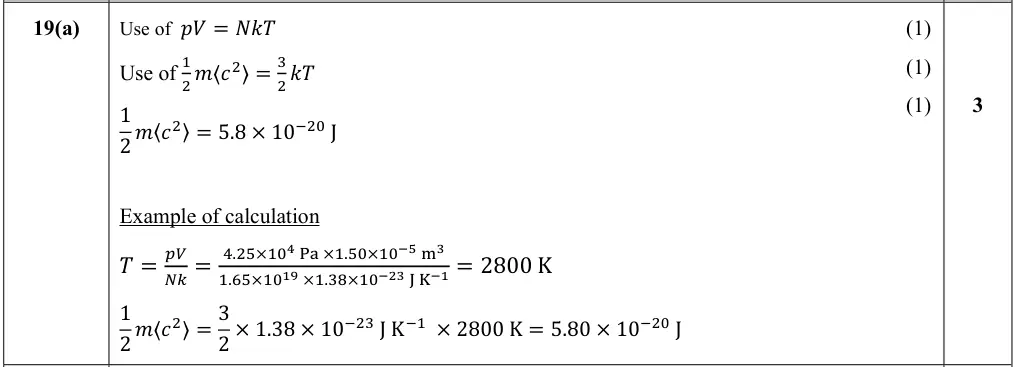 19(a) Use of pV = NkT (1)
Use of ½m⟨c²⟩ = 3/2 kT (1)
(1) 3
½m⟨c²⟩ = 5.8 × 10⁻²⁰ J
Example of calculation
T = pV/Nk = (4.25×10⁴ Pa ×1.50×10⁻⁵ m³)/(1.65×10¹⁹ ×1.38×10⁻²³ J K⁻¹) = 2800 K
½m⟨c²⟩ = 3/2 × 1.38 × 10⁻²³ J K⁻¹ × 2800 K = 5.80 × 10⁻²⁰ J